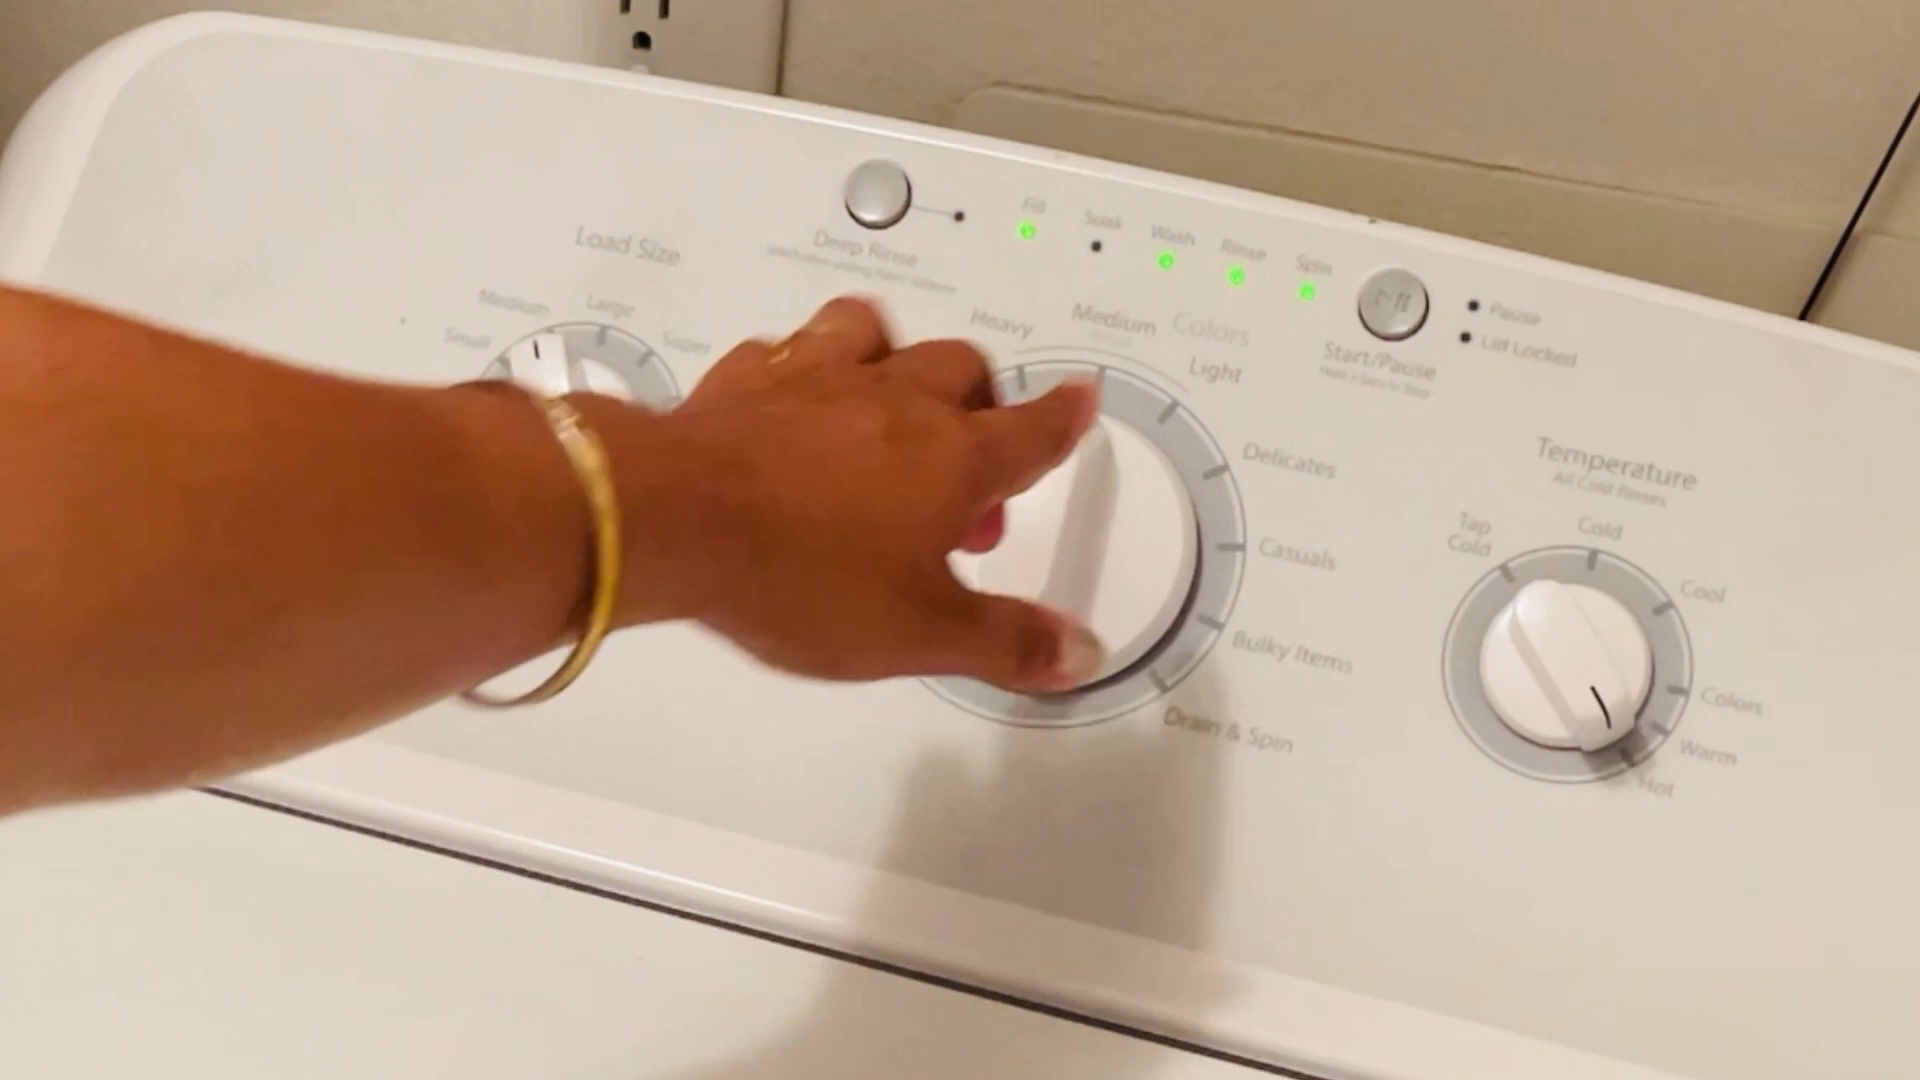 Load Size
Small
Medium
Large
Super
Deep Rinse
Fill
Soak
Wash
Rinse
Spin
Start/Pause
Pause
Lid Locked
Heavy
Medium
Colors
Light
Delicates
Casuals
Bulky Items
Drain & Spin
Temperature
All Cold Rinses
Tap
Cold
Cold
Cool
Colors
Warm
Hot